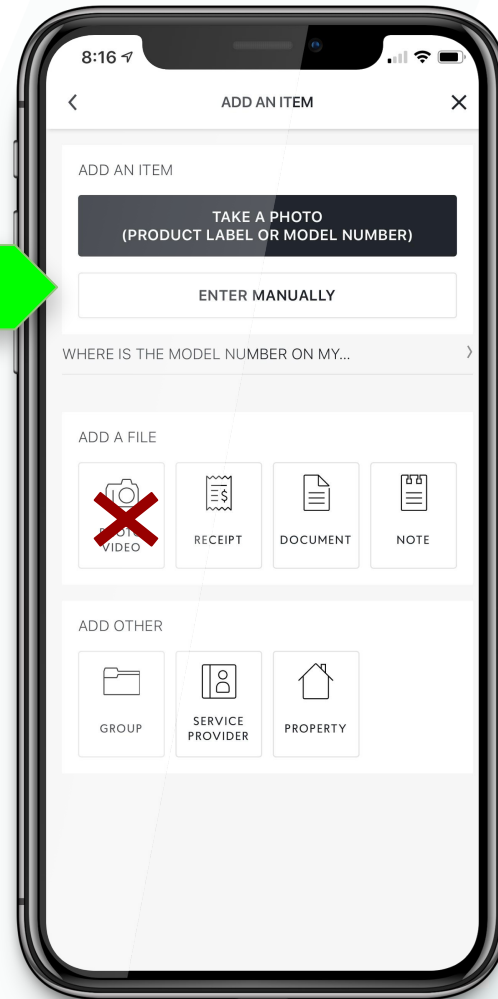 8:16
ADD AN ITEM
ADD AN ITEM
TAKE A PHOTO
(PRODUCT LABEL OR MODEL NUMBER)
ENTER MANUALLY
WHERE IS THE MODEL NUMBER ON MY...
ADD A FILE
VIDEO
RECEIPT
DOCUMENT
NOTE
ADD OTHER
GROUP
SERVICE
PROVIDER
PROPERTY